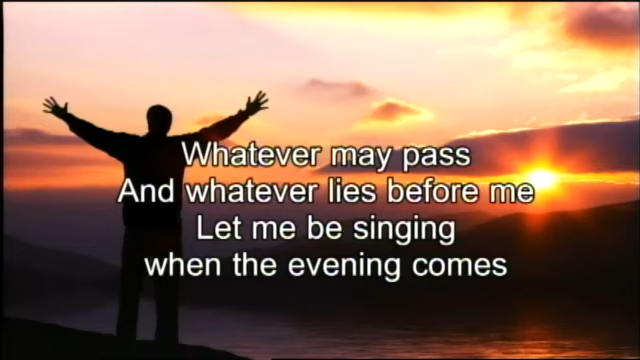 Whatever may pass
And whatever lies before me
Let me be singing
when the evening comes